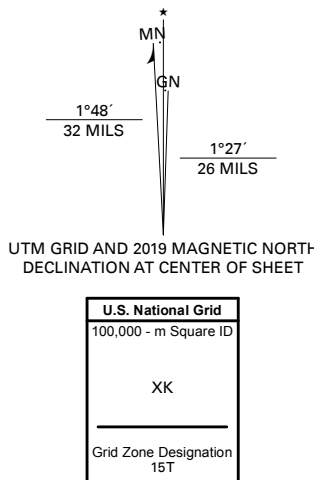 ★
MN
GN
1°48´
32 MILS
1°27´
26 MILS
UTM GRID AND 2019 MAGNETIC NORTH
DECLINATION AT CENTER OF SHEET
U.S. National Grid
100,000 - m Square ID
XK
Grid Zone Designation
15T